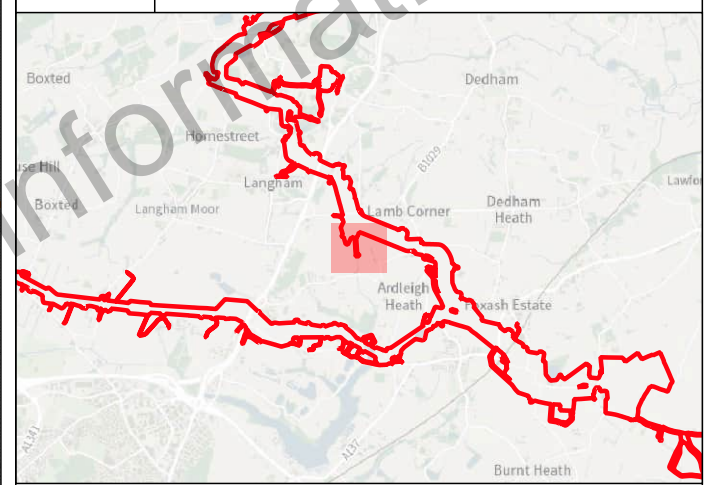 Boxted
Dedham
Homestreet
B1029
use Hill
Langham
Lawfo
Boxted
Langham Moor
Lamb Corner
Dedham
Heath
Ardleigh
Heath
Foxash Estate
A134
A137
Burnt Heath
informati